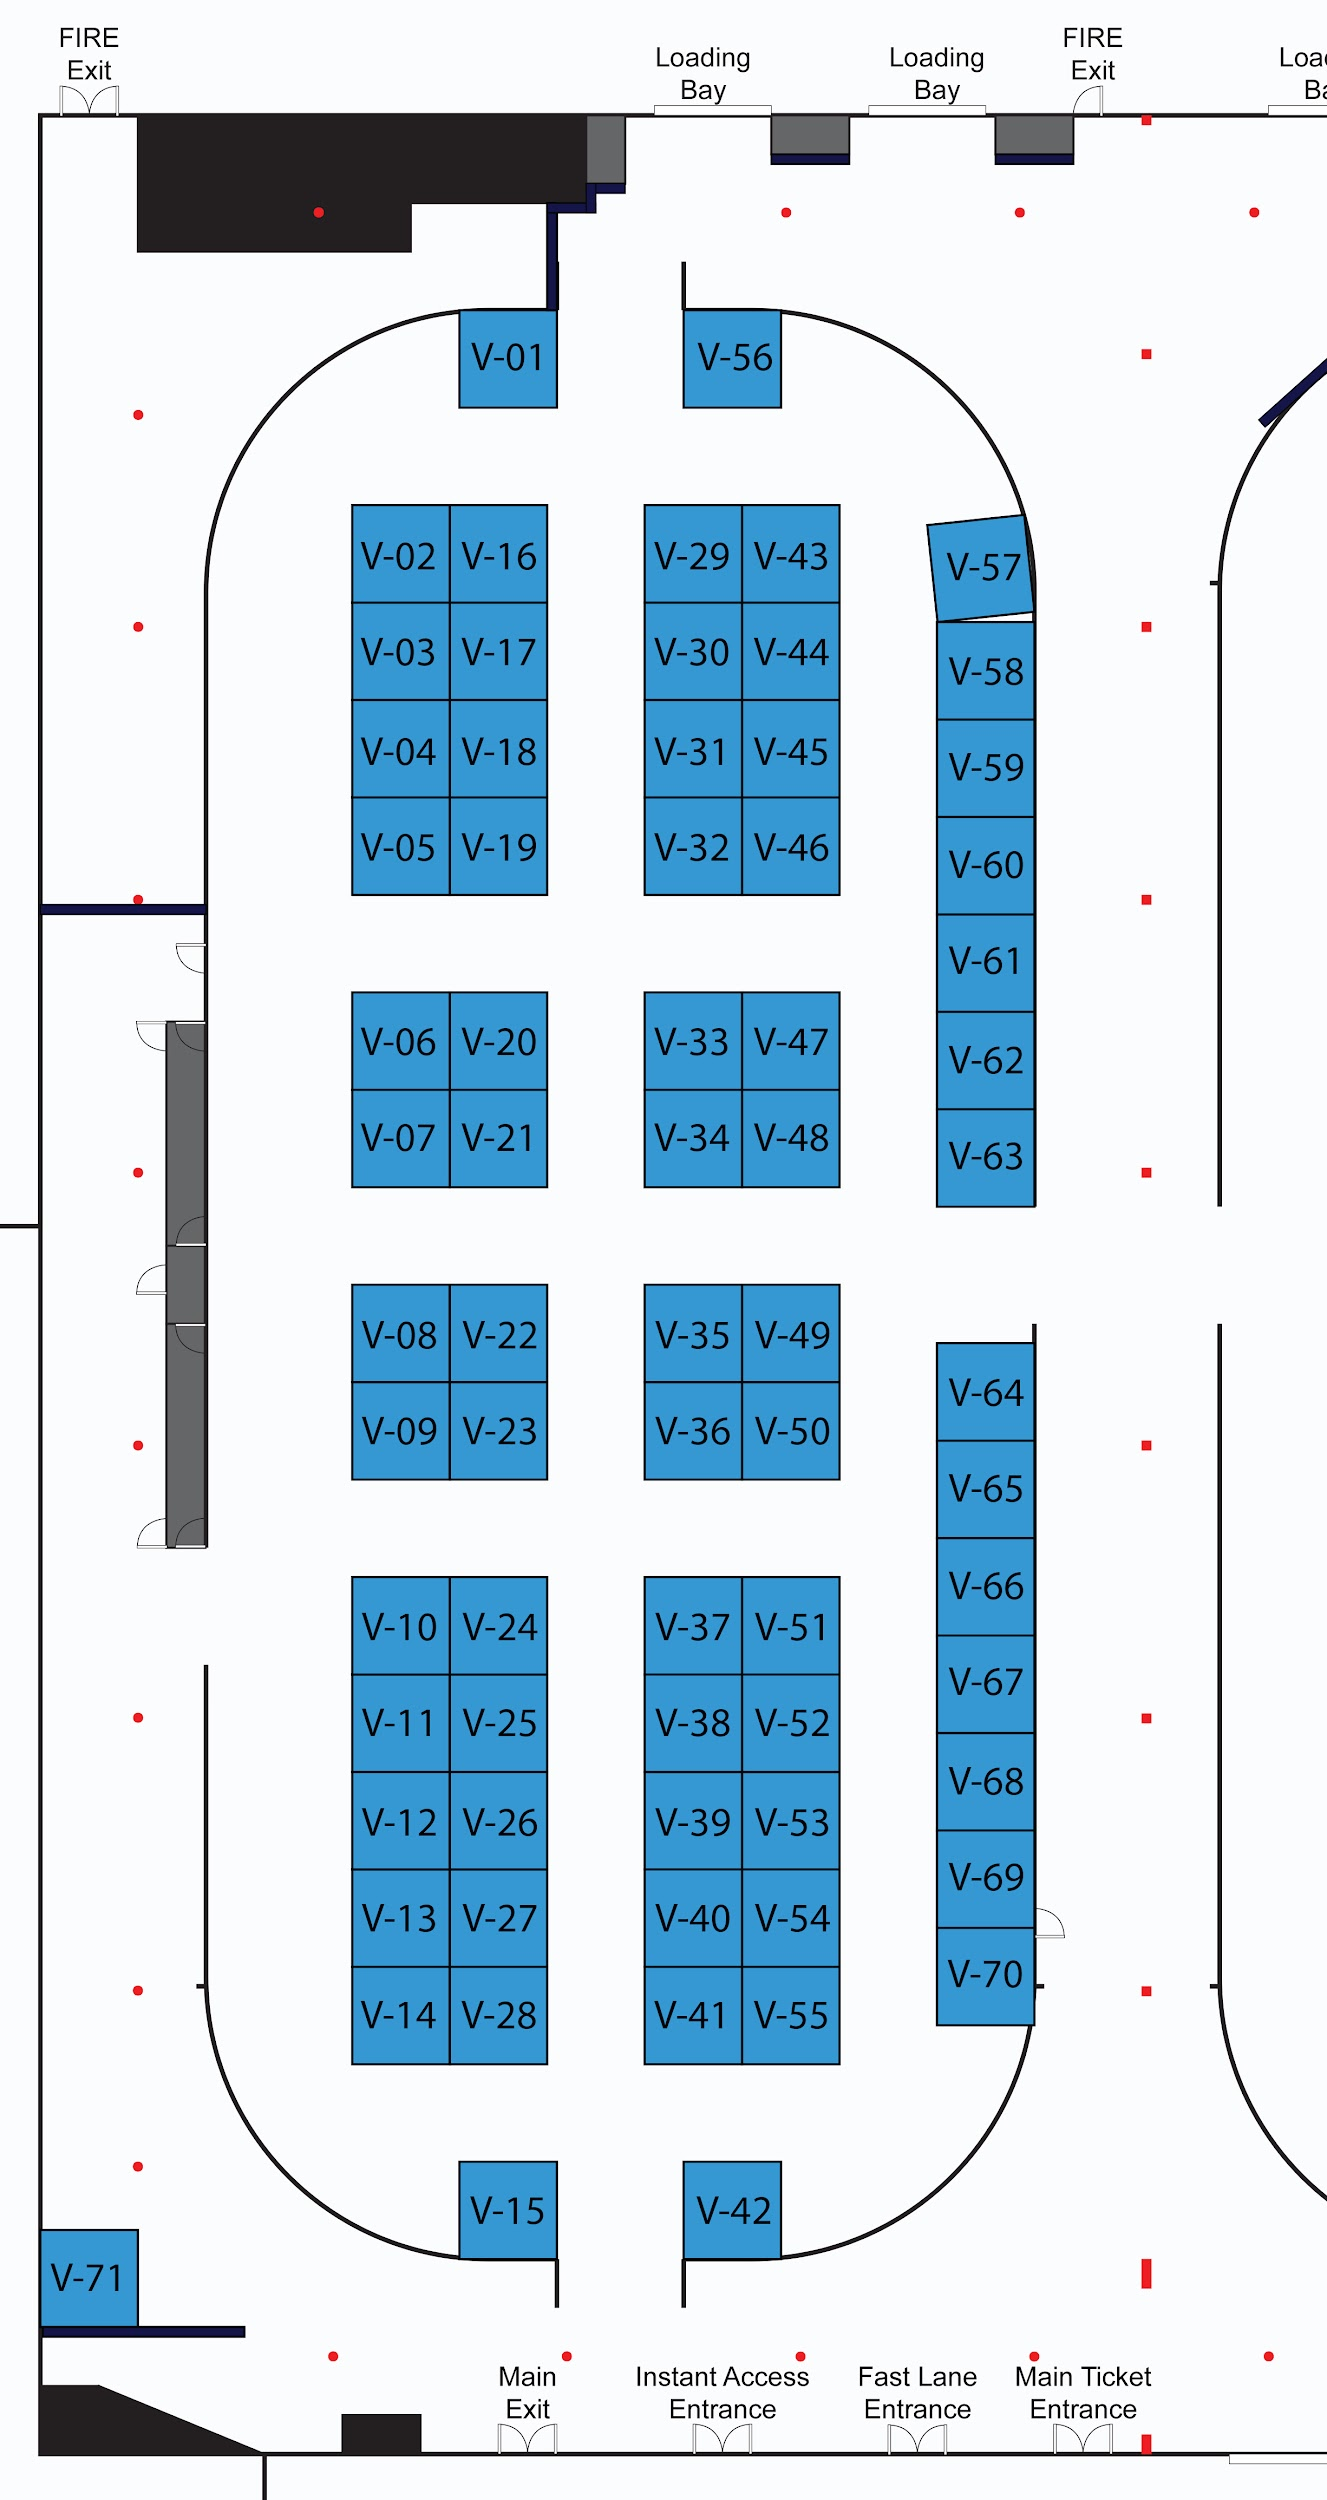 FIRE
Exit
Loading
Bay
Loading
Bay
FIRE
Exit
V-01
V-56
V-02 V-16 V-29 V-43
V-57
V-03 V-17 V-30 V-44
V-58
V-04 V-18 V-31 V-45
V-59
V-05 V-19 V-32 V-46
V-60
V-61
V-06 V-20 V-33 V-47
V-62
V-07 V-21 V-34 V-48
V-63
V-08 V-22 V-35 V-49
V-64
V-09 V-23 V-36 V-50
V-65
V-66
V-10 V-24 V-37 V-51
V-67
V-11 V-25 V-38 V-52
V-68
V-12 V-26 V-39 V-53
V-69
V-13 V-27 V-40 V-54
V-70
V-14 V-28 V-41 V-55
V-15
V-42
V-71
Main
Exit
Instant Access
Entrance
Fast Lane
Entrance
Main Ticket
Entrance